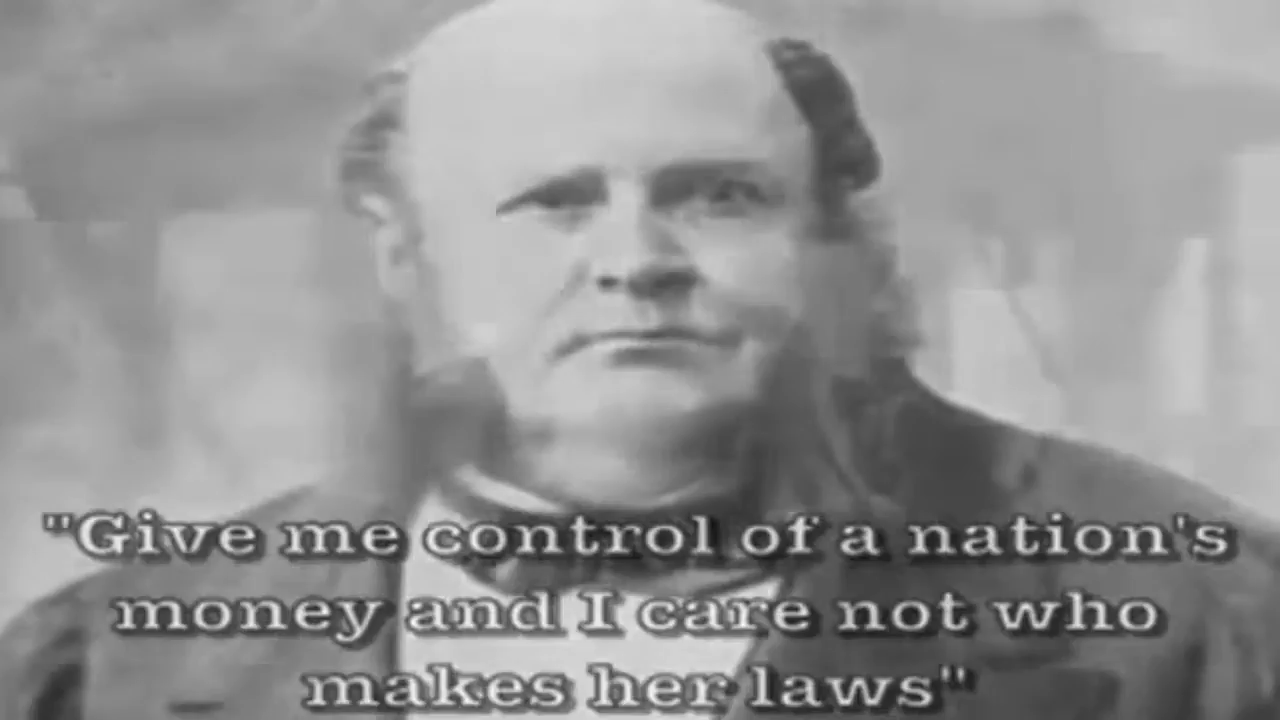 "Give me control of a nation's
money and I care not who
makes her laws"